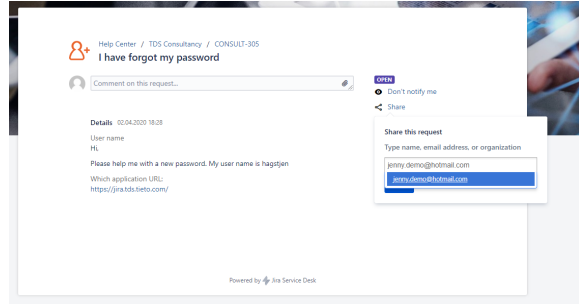 Help Center / TDS Consultancy / CONSULT-305
I have forgot my password
Comment on this request...
OPEN
Don't notify me
Share
Details 02.04.2020 18:28
User name
Hi,
Please help me with a new password. My user name is hagstjen
Which application URL:
https://jira.tds.tieto.com/
Share this request
Type name, email address, or organization
jenny.demo@hotmail.com
jenny.demo@hotmail.com
Powered by Jira Service Desk